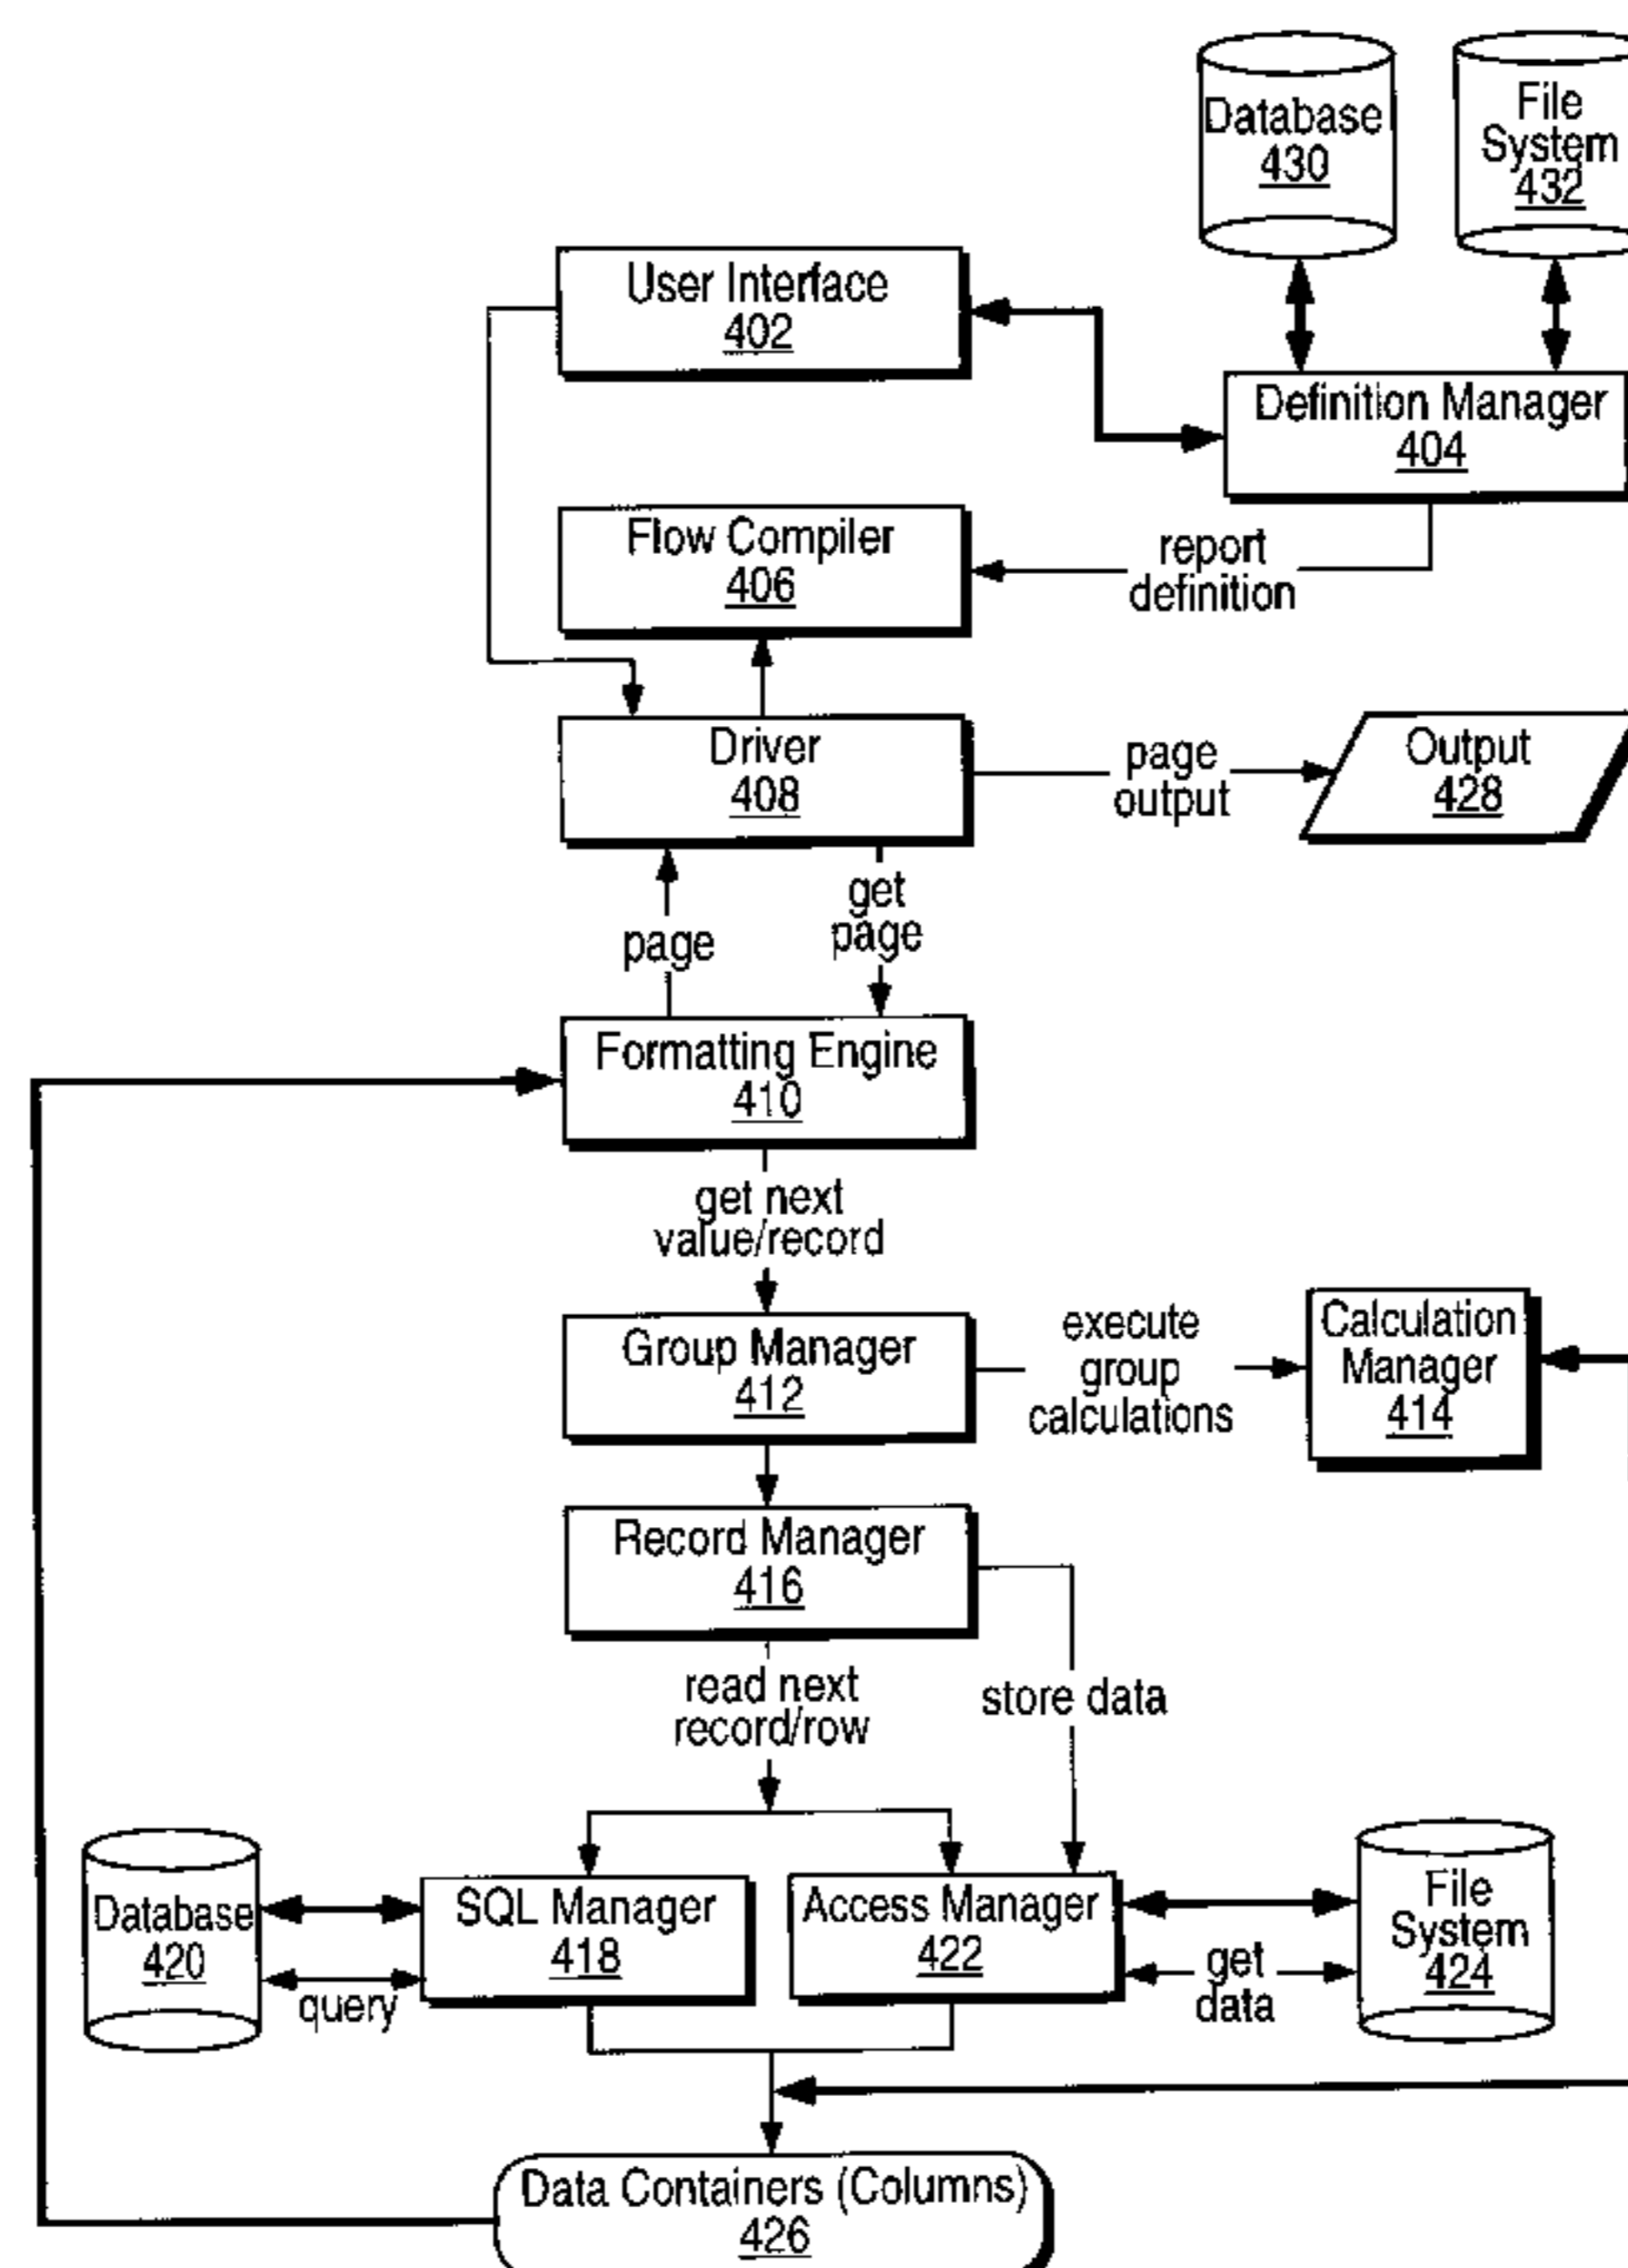 Database
430
File
System
432
User Interface
402
Definition Manager
404
Flow Compiler
406
report
definition
Driver
408
page
output
Output
428
page
get
page
Formatting Engine
410
get next
value/record
Group Manager
412
execute
group
calculations
Calculation
Manager
414
Record Manager
416
read next
record/row
store data
Database
420
query
SQL Manager
418
Access Manager
422
get
data
File
System
424
Data Containers (Columns)
426